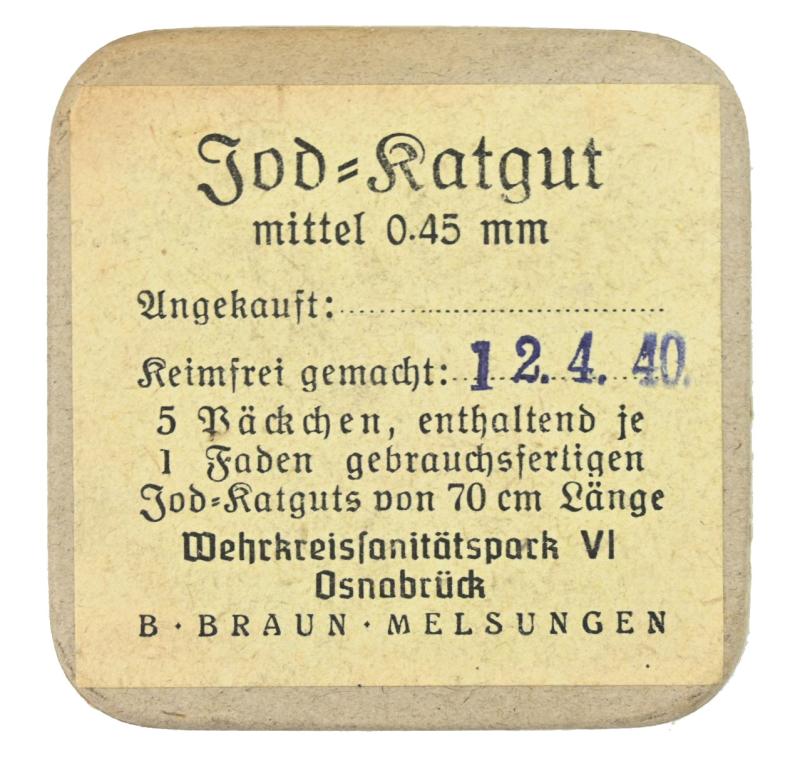 Jod=Katgut
mittel 0.45 mm
Angekauft:
Keimfrei gemacht: 12.4.40.
5 Päckchen, enthaltend je
1 Faden gebrauchsfertigen
Jod=Katguts von 70 cm Länge
Wehrkreisſanitätspark VI
Osnabrück
B · BRAUN · MELSUNGEN